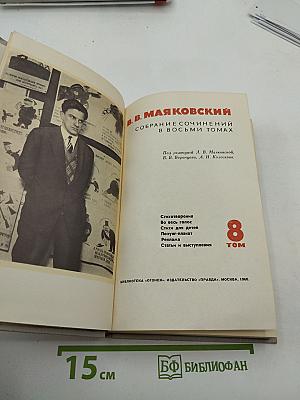 В. В. МАЯКОВСКИЙ
СОБРАНИЕ СОЧИНЕНИЙ
В ВОСЬМИ ТОМАХ
Под редакцией Л. В. Маяковской,
В. В. Воронцова, А. И. Колоскова
Стихотворения
Во весь голос
Стихи для детей
Лозунг-плакат
Реклама
Статьи и выступления
8
ТОМ
БИБЛИОТЕКА «ОГОНЕК». ИЗДАТЕЛЬСТВО «ПРАВДА». МОСКВА, 1968.
15 см
БФ БИБЛИОФАН